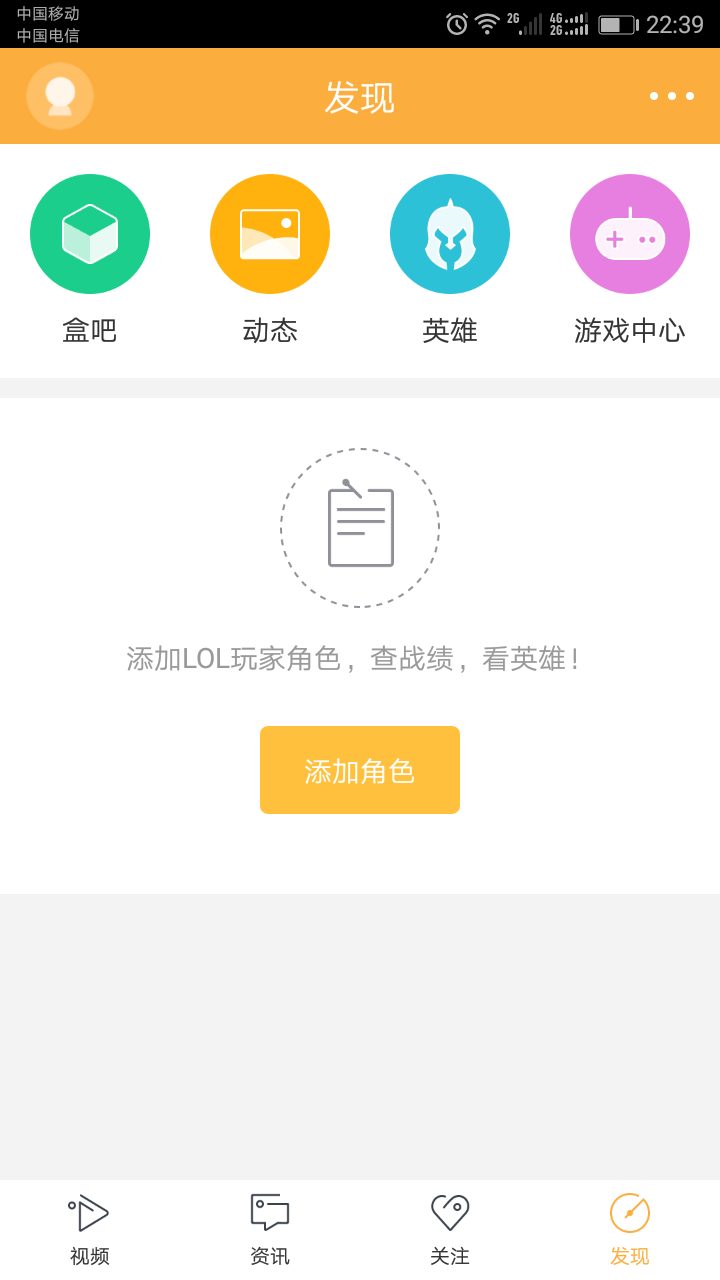 中国移动
中国电信
2G
4G
2G
22:39
发现
盒吧
动态
英雄
游戏中心
添加LOL玩家角色，查战绩，看英雄！
添加角色
视频
资讯
关注
发现